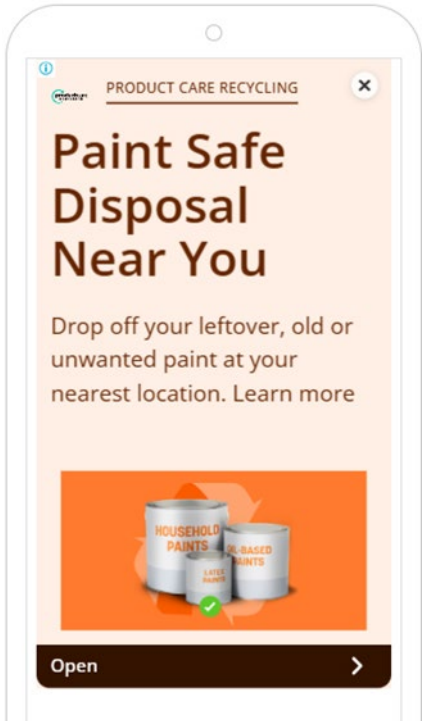 PRODUCT CARE RECYCLING
Paint Safe
Disposal
Near You
Drop off your leftover, old or
unwanted paint at your
nearest location. Learn more
HOUSEHOLD
PAINTS
OIL-BASED
PAINTS
LATEX
PAINTS
Open